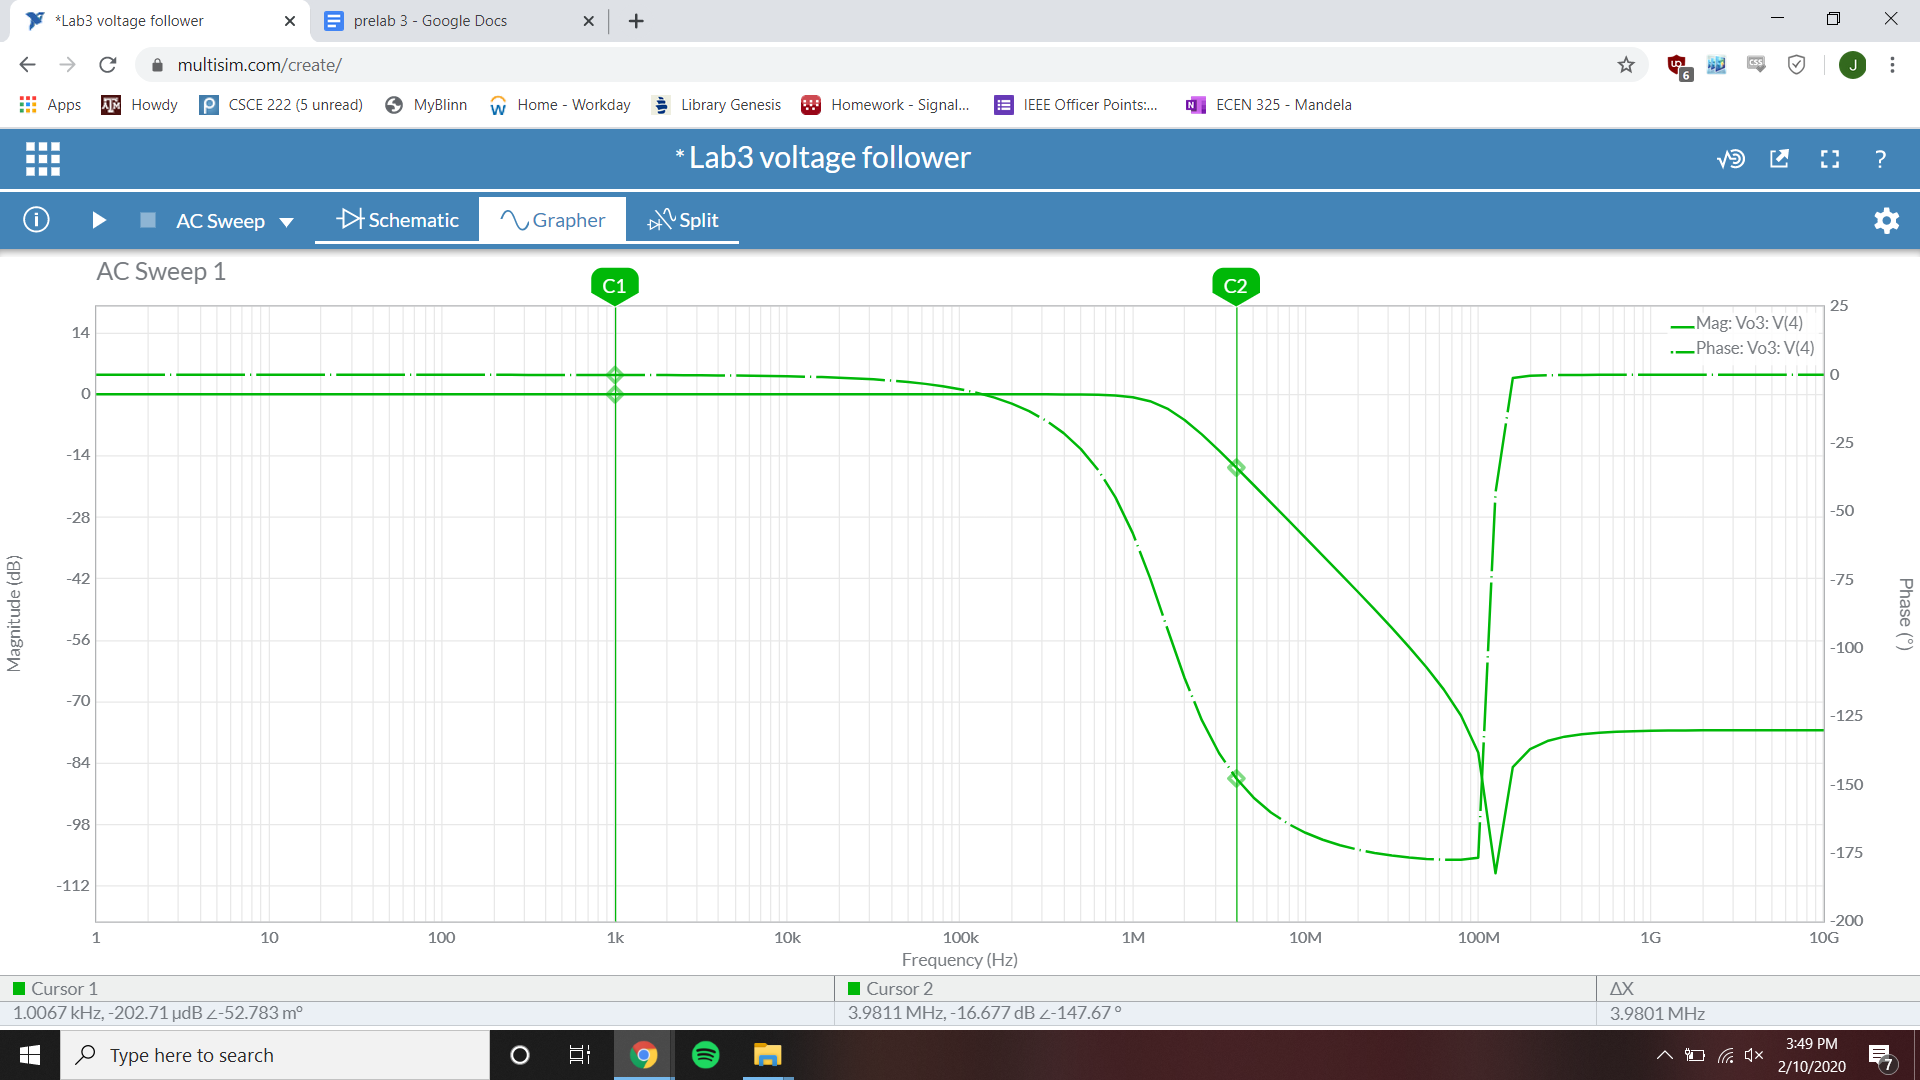 *Lab3 voltage follower
prelab 3 - Google Docs
multisim.com/create/
6
CSS
J
Apps
Howdy
CSCE 222 (5 unread)
MyBlinn
Home - Workday
Library Genesis
Homework - Signal...
IEEE Officer Points:...
ECEN 325 - Mandela
*Lab3 voltage follower
?
AC Sweep
Schematic
Grapher
Split
AC Sweep 1
C1
C2
Mag: Vo3: V(4)
Phase: Vo3: V(4)
14
0
-14
-28
-42
-56
-70
-84
-98
-112
Magnitude (dB)
25
0
-25
-50
-75
-100
-125
-150
-175
-200
Phase (°)
1
10
100
1k
10k
100k
1M
10M
100M
1G
10G
Frequency (Hz)
Cursor 1
Cursor 2
ΔX
1.0067 kHz, -202.71 µdB ∠-52.783 m°
3.9811 MHz, -16.677 dB ∠-147.67 °
3.9801 MHz
Type here to search
3:49 PM
2/10/2020
7